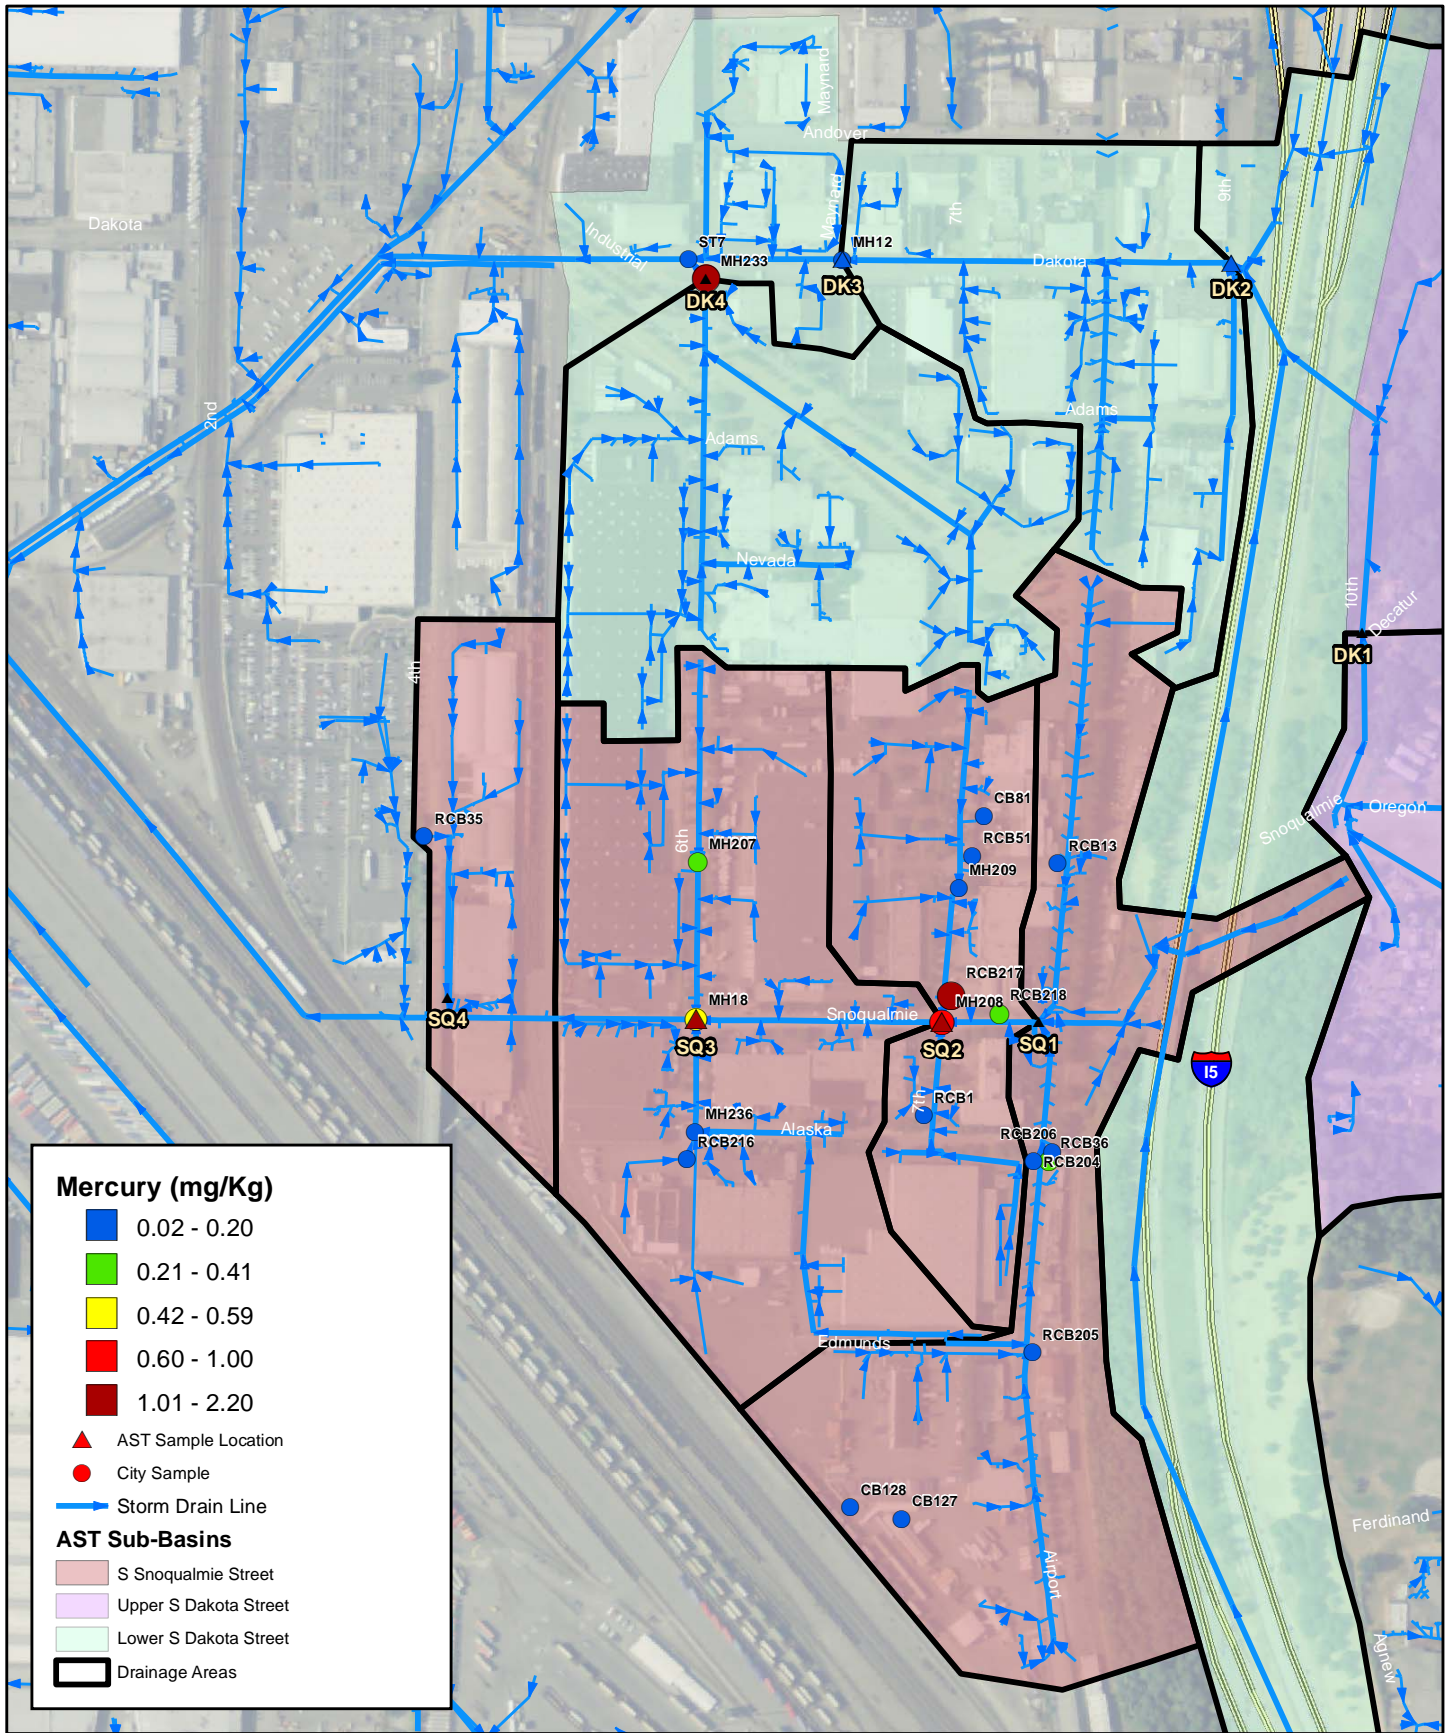 Maynard
Andover
Maynard
7th
9th
Dakota
Industrial
ST7
MH233
DK4
MH12
DK3
Dakota
DK2
2nd
Adams
Adams
Nevada
10th
Decatur
DK1
4th
Snoqualmie
Oregon
RCB35
6th
MH207
CB81
RCB51
MH209
RCB13
RCB217
MH208
RCB218
MH18
Snoqualmie
SQ4
SQ3
SQ2
SQ1
I5
7th
RCB1
MH236
Alaska
RCB216
RCB206
RCB36
RCB204
Edmunds
RCB205
CB128
CB127
Airport
Ferdinand
Agnew
Mercury (mg/Kg)
0.02 - 0.20
0.21 - 0.41
0.42 - 0.59
0.60 - 1.00
1.01 - 2.20
AST Sample Location
City Sample
Storm Drain Line
AST Sub-Basins
S Snoqualmie Street
Upper S Dakota Street
Lower S Dakota Street
Drainage Areas